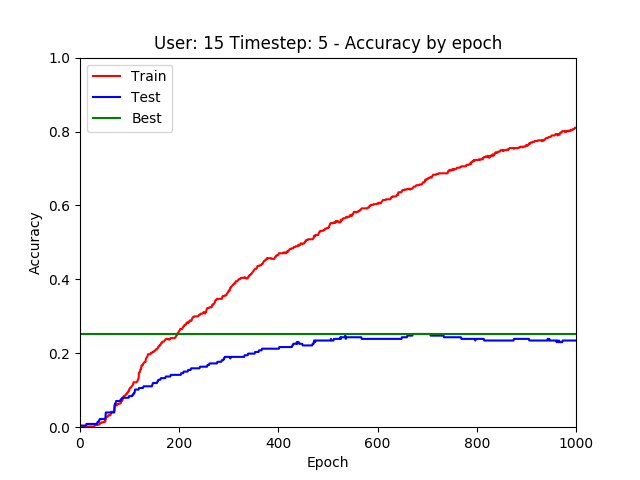 User: 15 Timestep: 5 - Accuracy by epoch
1.0
0.8
0.6
0.4
0.2
0.0
Accuracy
Train
Test
Best
0 200 400 600 800 1000
Epoch